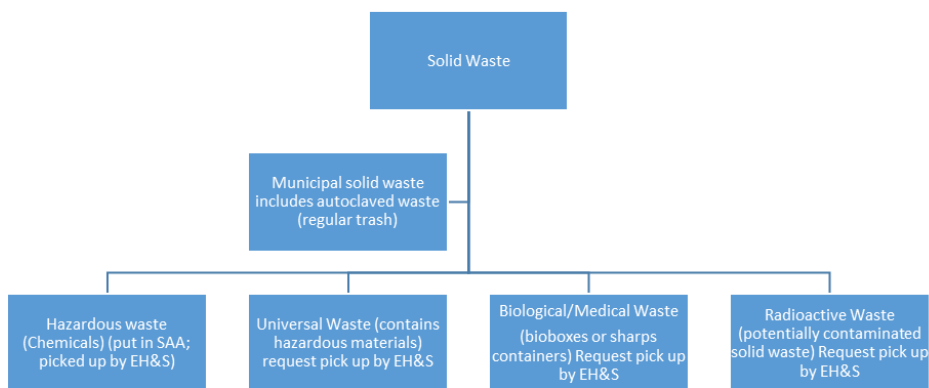 Solid Waste
Municipal solid waste
includes autoclaved waste
(regular trash)
Hazardous waste
(Chemicals) (put in SAA;
picked up by EH&S)
Universal Waste (contains
hazardous materials)
request pick up by EH&S
Biological/Medical Waste
(bioboxes or sharps
containers) Request pick up
by EH&S
Radioactive Waste
(potentially contaminated
solid waste) Request pick up
by EH&S